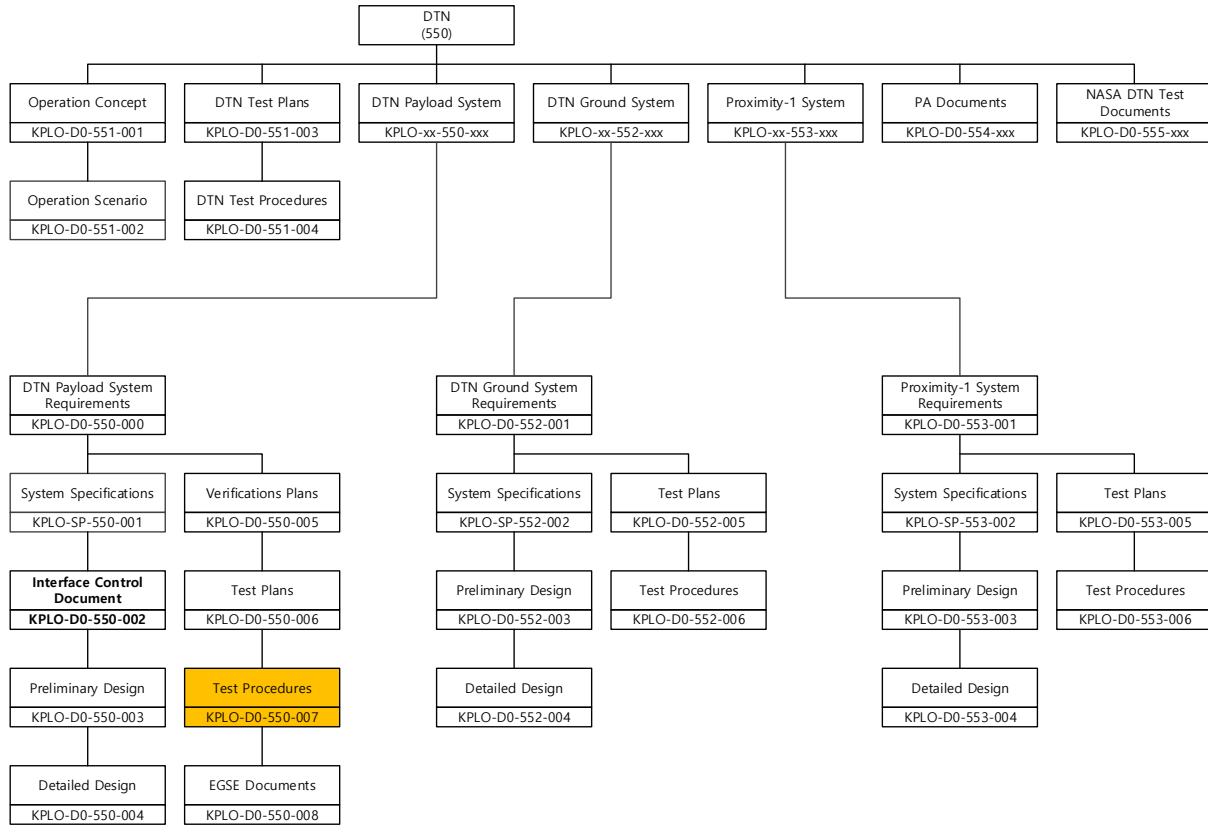 DTN
(550)
Operation Concept
KPLO-D0-551-001
DTN Test Plans
KPLO-D0-551-003
DTN Payload System
KPLO-xx-550-xxx
DTN Ground System
KPLO-xx-552-xxx
Proximity-1 System
KPLO-xx-553-xxx
PA Documents
KPLO-D0-554-xxx
NASA DTN Test
Documents
KPLO-D0-555-xxx
Operation Scenario
KPLO-D0-551-002
DTN Test Procedures
KPLO-D0-551-004
DTN Payload System
Requirements
KPLO-D0-550-000
DTN Ground System
Requirements
KPLO-D0-552-001
Proximity-1 System
Requirements
KPLO-D0-553-001
System Specifications
KPLO-SP-550-001
Verifications Plans
KPLO-D0-550-005
System Specifications
KPLO-SP-552-002
Test Plans
KPLO-D0-552-005
System Specifications
KPLO-SP-553-002
Test Plans
KPLO-D0-553-005
Interface Control
Document
KPLO-D0-550-002
Test Plans
KPLO-D0-550-006
Preliminary Design
KPLO-D0-552-003
Test Procedures
KPLO-D0-552-006
Preliminary Design
KPLO-D0-553-003
Test Procedures
KPLO-D0-553-006
Preliminary Design
KPLO-D0-550-003
Test Procedures
KPLO-D0-550-007
Detailed Design
KPLO-D0-552-004
Detailed Design
KPLO-D0-553-004
Detailed Design
KPLO-D0-550-004
EGSE Documents
KPLO-D0-550-008